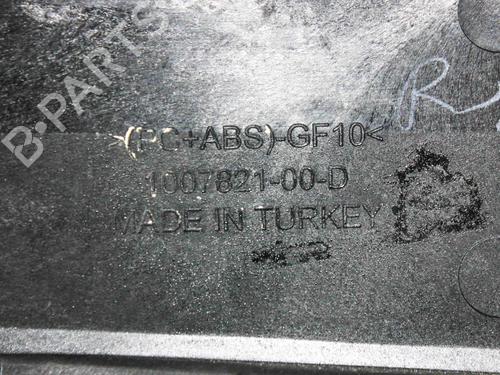 B-PARTS
>(PC+ABS)-GF10<
1007821-00-D
MADE IN TURKEY
R